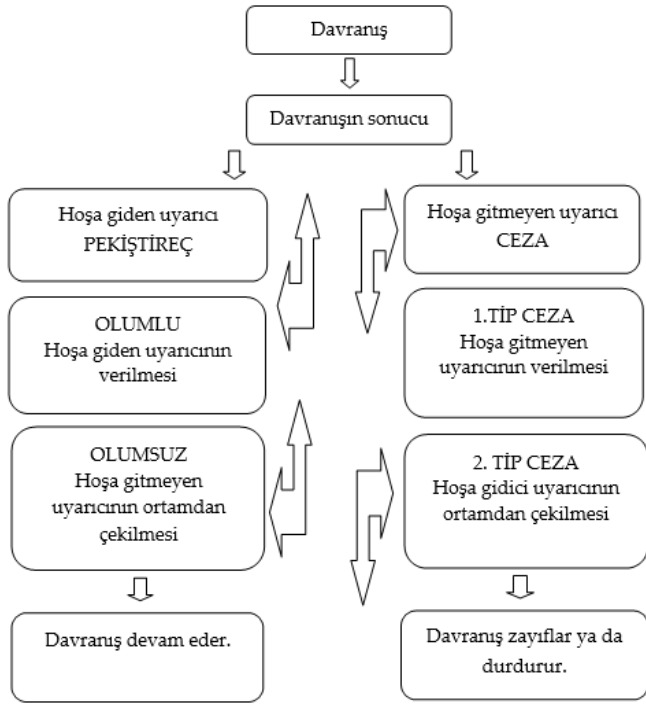 Davranış
Davranışın sonucu
Hoşa giden uyarıcı
PEKİŞTİREÇ
Hoşa gitmeyen uyarıcı
CEZA
OLUMLU
Hoşa giden uyarıcının
verilmesi
1.TİP CEZA
Hoşa gitmeyen
uyarıcının verilmesi
OLUMSUZ
Hoşa gitmeyen
uyarıcının ortamdan
çekilmesi
2. TİP CEZA
Hoşa gidici uyarıcının
ortamdan çekilmesi
Davranış devam eder.
Davranış zayıflar ya da
durdurur.